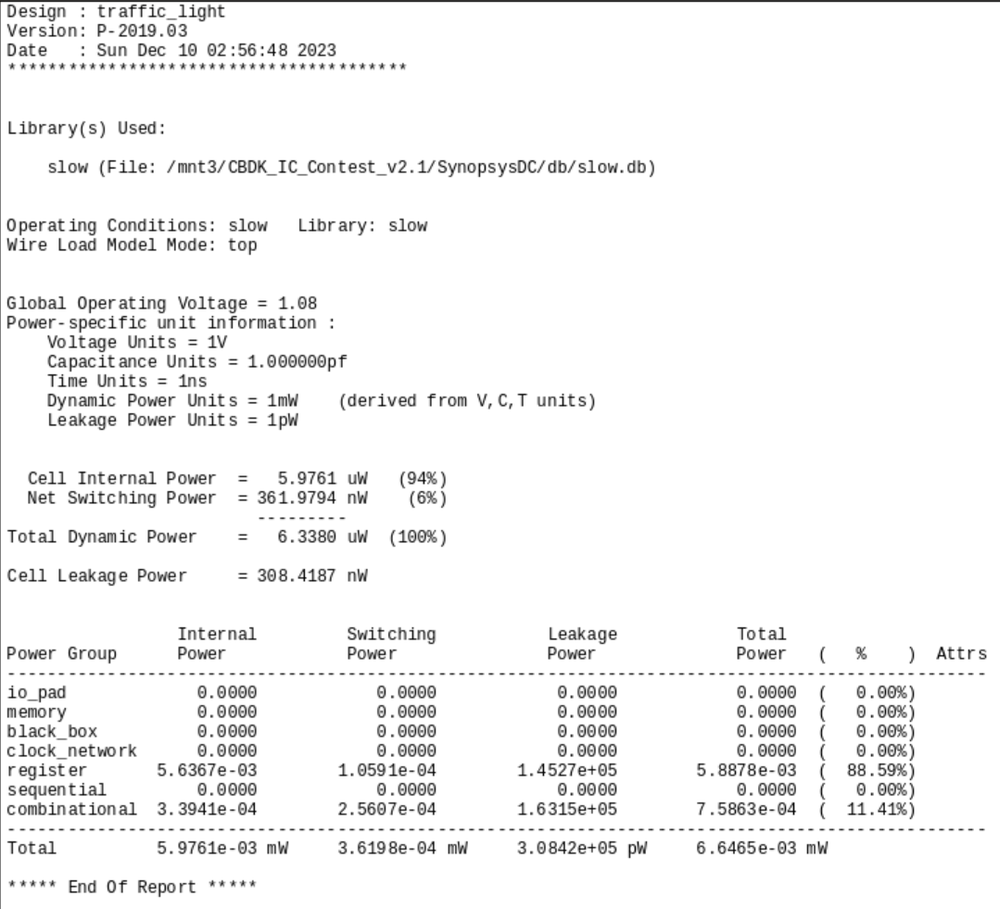 Design : traffic_light
Version: P-2019.03
Date   : Sun Dec 10 02:56:48 2023
****************************************
Library(s) Used:
    slow (File: /mnt3/CBDK_IC_Contest_v2.1/SynopsysDC/db/slow.db)
Operating Conditions: slow   Library: slow
Wire Load Model Mode: top
Global Operating Voltage = 1.08
Power-specific unit information :
    Voltage Units = 1V
    Capacitance Units = 1.000000pf
    Time Units = 1ns
    Dynamic Power Units = 1mW    (derived from V,C,T units)
    Leakage Power Units = 1pW
  Cell Internal Power  =   5.9761 uW   (94%)
  Net Switching Power  = 361.9794 nW    (6%)
                         ---------
Total Dynamic Power    =   6.3380 uW  (100%)
Cell Leakage Power     = 308.4187 nW
                 Internal         Switching           Leakage            Total
Power Group      Power            Power               Power              Power   (   %    )  Attrs
--------------------------------------------------------------------------------------------------
io_pad             0.0000            0.0000            0.0000            0.0000  (   0.00%)
memory             0.0000            0.0000            0.0000            0.0000  (   0.00%)
black_box          0.0000            0.0000            0.0000            0.0000  (   0.00%)
clock_network      0.0000            0.0000            0.0000            0.0000  (   0.00%)
register       5.6367e-03        1.0591e-04        1.4527e+05        5.8878e-03  (  88.59%)
sequential         0.0000            0.0000            0.0000            0.0000  (   0.00%)
combinational  3.3941e-04        2.5607e-04        1.6315e+05        7.5863e-04  (  11.41%)
--------------------------------------------------------------------------------------------------
Total          5.9761e-03 mW     3.6198e-04 mW     3.0842e+05 pW     6.6465e-03 mW
***** End Of Report *****